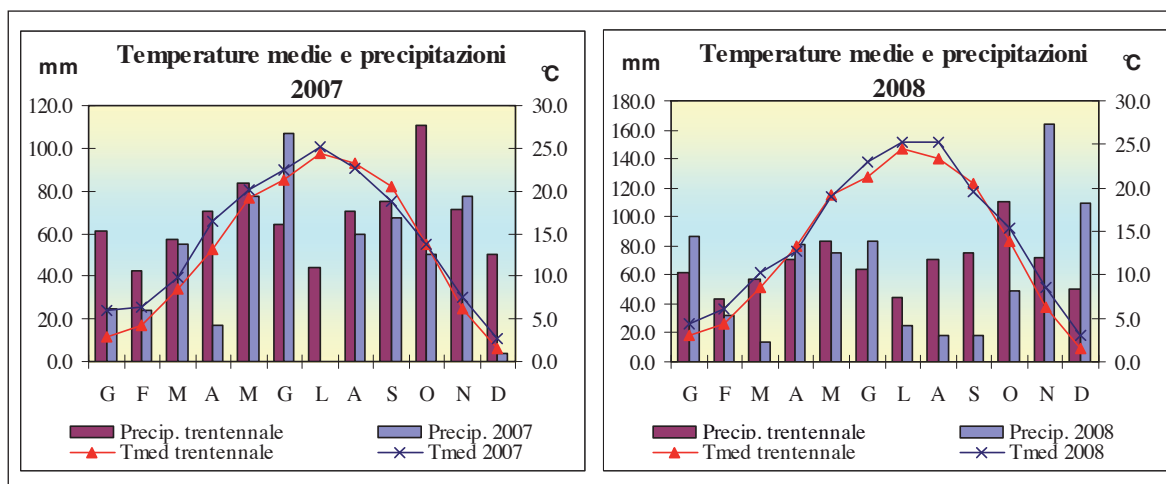 Temperature medie e precipitazioni
2007
mm
°C
120.0
100.0
80.0
60.0
40.0
20.0
0.0
30.0
25.0
20.0
15.0
10.0
5.0
0.0
G F M A M G L A S O N D
Precip. trentennale Precip. 2007
Tmed trentennale Tmed 2007
Temperature medie e precipitazioni
2008
mm
°C
180.0
160.0
140.0
120.0
100.0
80.0
60.0
40.0
20.0
0.0
30.0
25.0
20.0
15.0
10.0
5.0
0.0
G F M A M G L A S O N D
Precip. trentennale Precip. 2008
Tmed trentennale Tmed 2008